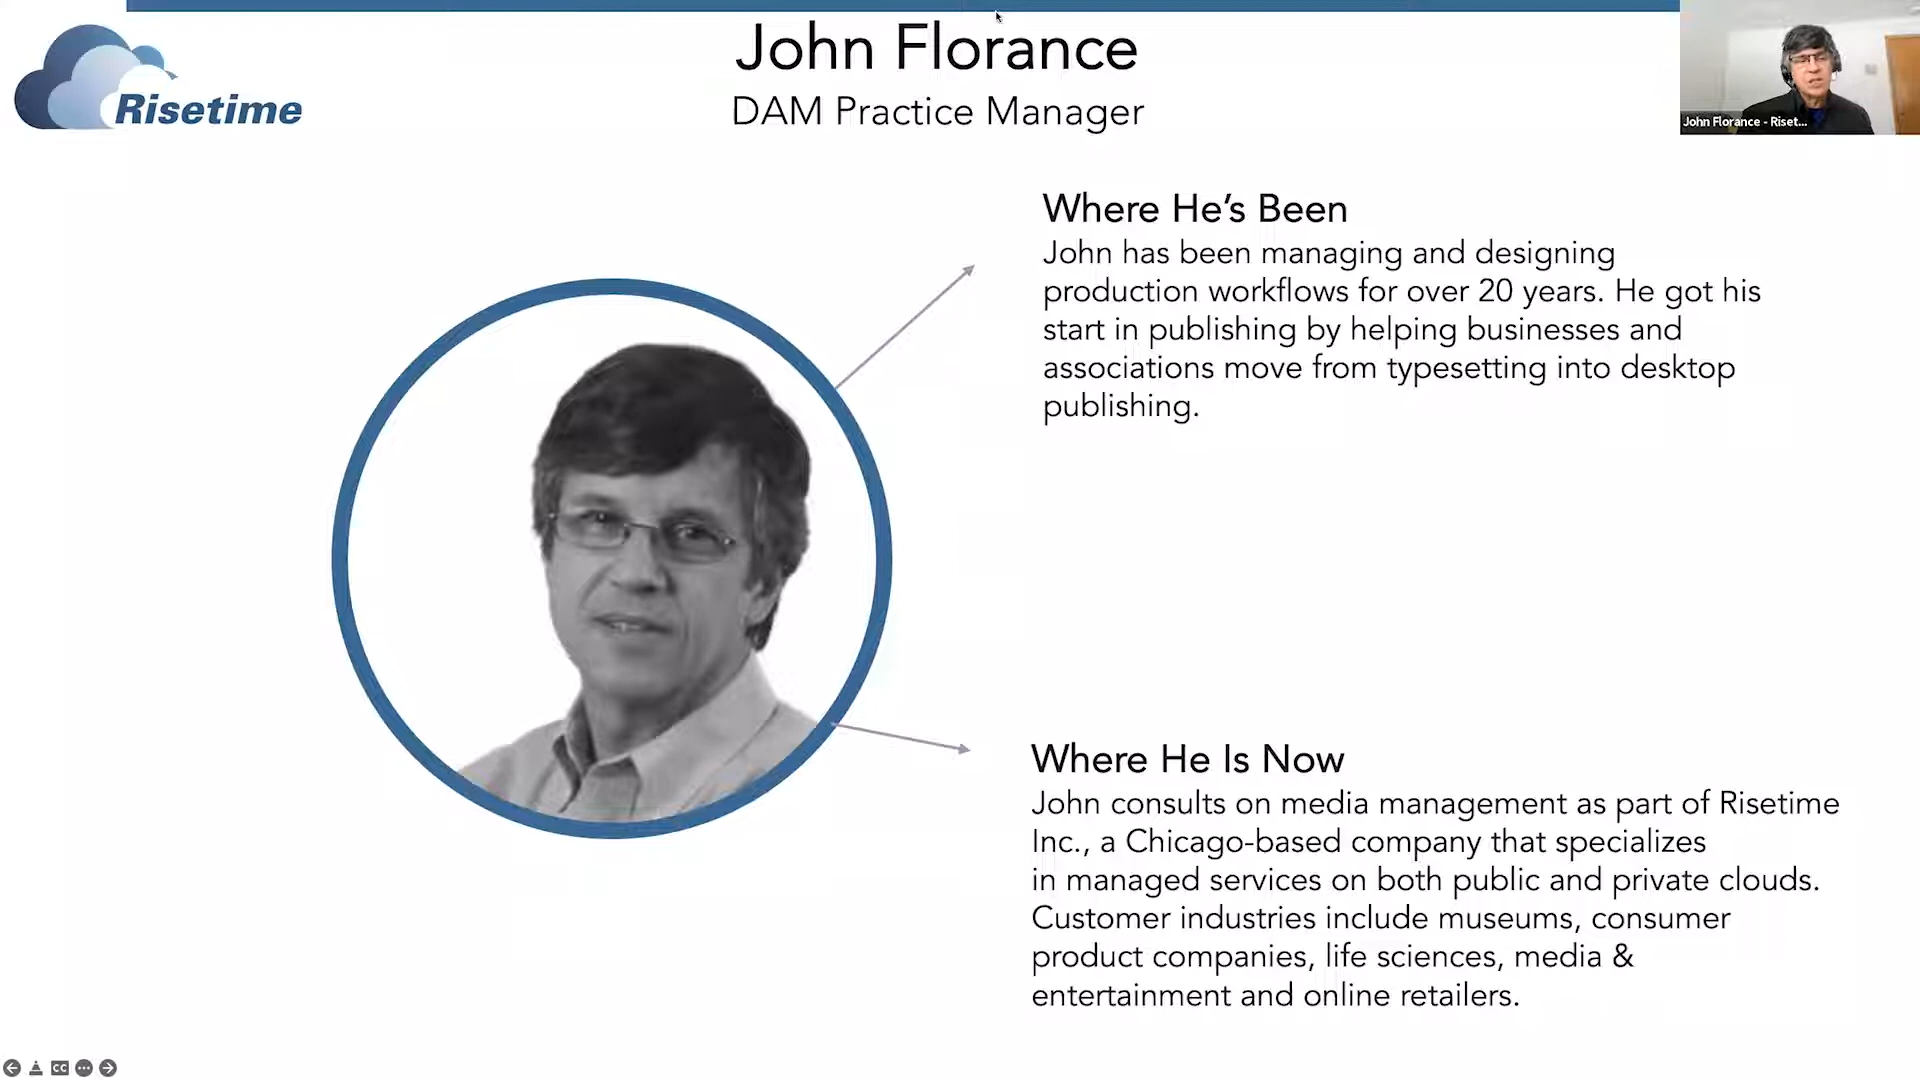 John Florance
DAM Practice Manager
Risetime
John Florance - Riset...
Where He’s Been
John has been managing and designing
production workflows for over 20 years. He got his
start in publishing by helping businesses and
associations move from typesetting into desktop
publishing.
Where He Is Now
John consults on media management as part of Risetime
Inc., a Chicago-based company that specializes
in managed services on both public and private clouds.
Customer industries include museums, consumer
product companies, life sciences, media &
entertainment and online retailers.
CC